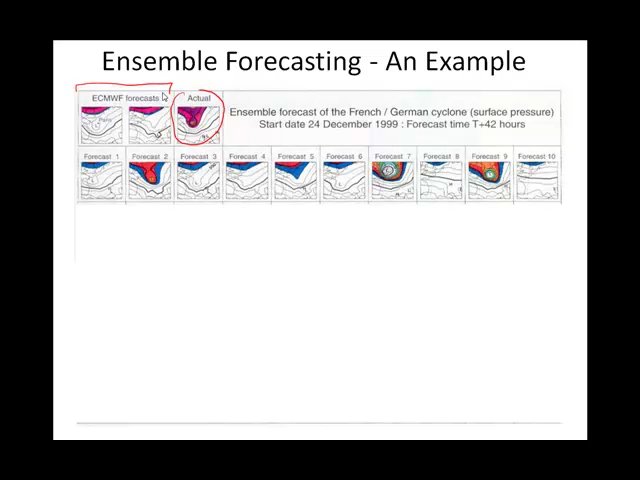 Ensemble Forecasting - An Example
ECMWF forecasts
Actual
Ensemble forecast of the French / German cyclone (surface pressure)
Start date 24 December 1999 : Forecast time T+42 hours
Forecast 1
Forecast 2
Forecast 3
Forecast 4
Forecast 5
Forecast 6
Forecast 7
Forecast 8
Forecast 9
Forecast 10